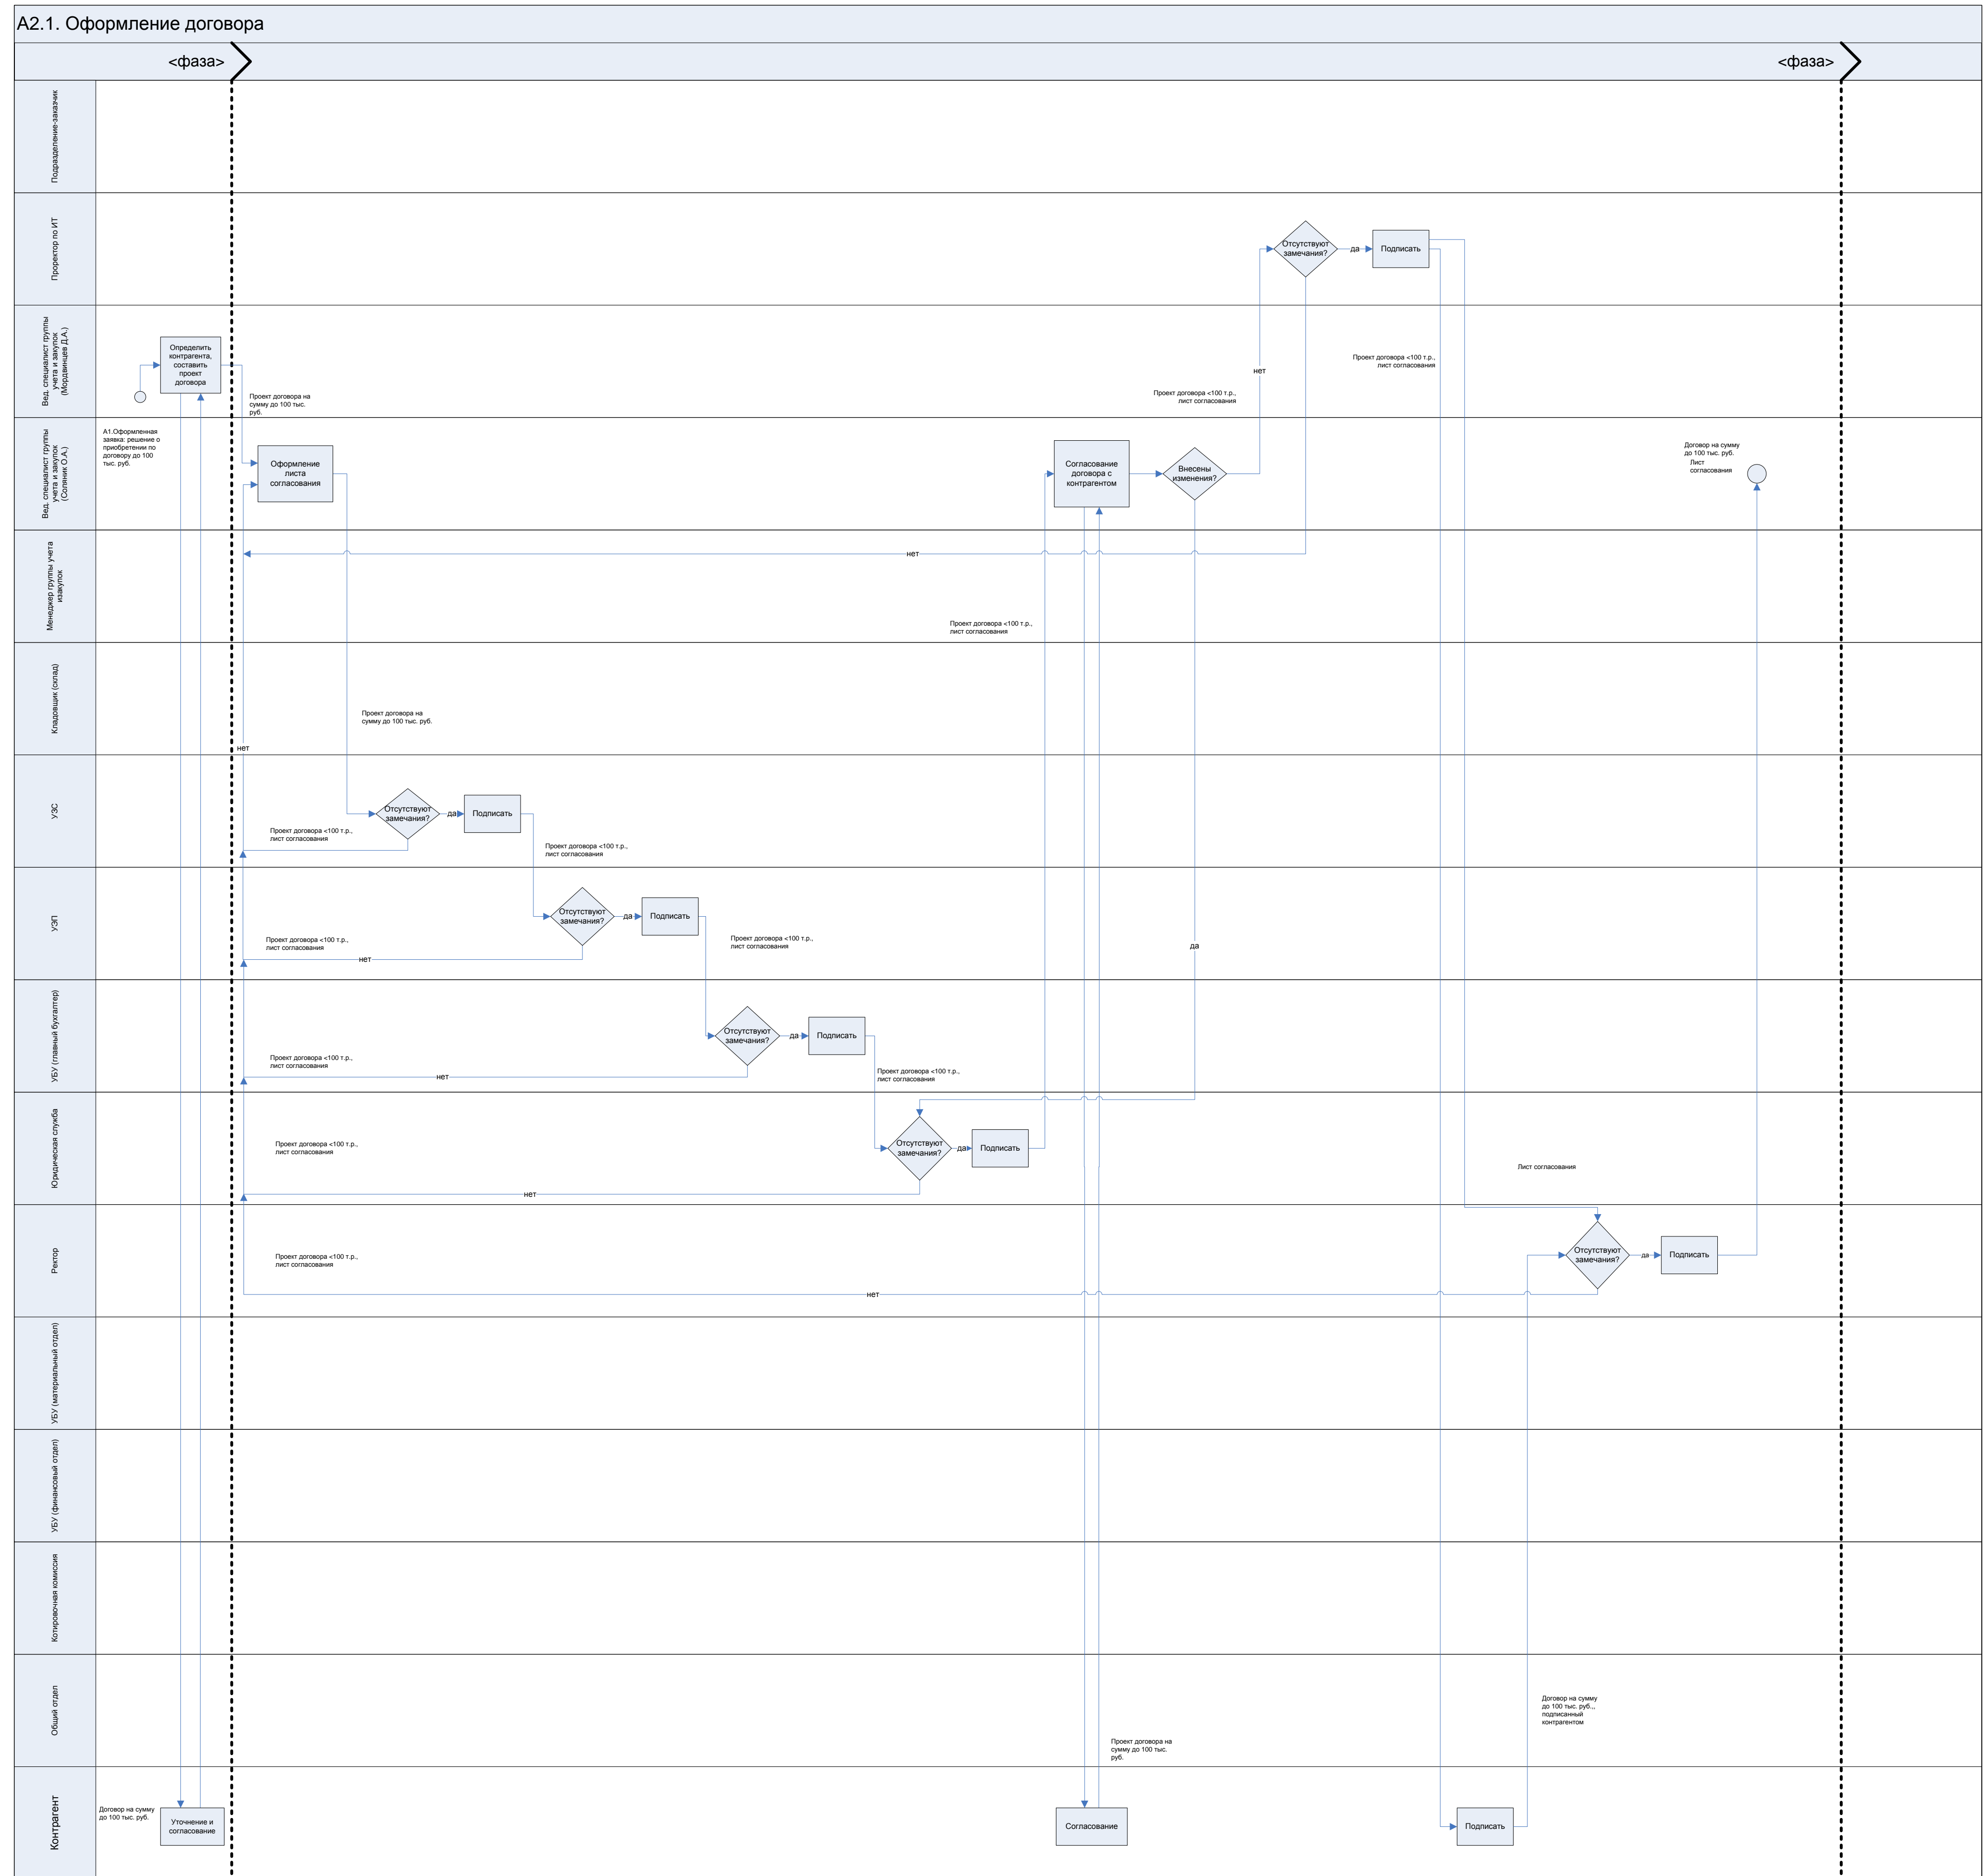 А2.1. Оформление договора
<фаза>
<фаза>
Подразделение-заказчик
Проректор по ИТ
Отсутствуют
замечания?
да
Подписать
Вед. специалист группы
учета и закупок
(Мордвинцев Д.А.)
Определить
контрагента,
составить
проект
договора
Проект договора на
сумму до 100 тыс.
руб.
Проект договора <100 т.р.,
лист согласования
нет
Проект договора <100 т.р.,
лист согласования
Вед. специалист группы
учета и закупок
(Соляник О.А.)
А1.Оформленная
заявка: решение о
приобретении по
договору до 100
тыс. руб.
Оформление
листа
согласования
Согласование
договора с
контрагентом
Внесены
изменения?
Договор на сумму
до 100 тыс. руб.
Лист
согласования
Менеджер группы учета
изакупок
нет
Проект договора <100 т.р.,
лист согласования
Кладовщик (склад)
Проект договора на
сумму до 100 тыс. руб.
нет
УЗС
Отсутствуют
замечания?
да
Подписать
Проект договора <100 т.р.,
лист согласования
Проект договора <100 т.р.,
лист согласования
УЭП
Отсутствуют
замечания?
да
Подписать
Проект договора <100 т.р.,
лист согласования
Проект договора <100 т.р.,
лист согласования
да
нет
УБУ (главный бухгалтер)
Отсутствуют
замечания?
да
Подписать
Проект договора <100 т.р.,
лист согласования
Проект договора <100 т.р.,
лист согласования
нет
Юридическая служба
Проект договора <100 т.р.,
лист согласования
Отсутствуют
замечания?
да
Подписать
Лист согласования
нет
Ректор
Проект договора <100 т.р.,
лист согласования
Отсутствуют
замечания?
да
Подписать
нет
УБУ (материальный отдел)
УБУ (финансовый отдел)
Котировочная комиссия
Общий отдел
Договор на сумму
до 100 тыс. руб.,,
подписанный
контрагентом
Проект договора на
сумму до 100 тыс.
руб.
Контрагент
Договор на сумму
до 100 тыс. руб.
Уточнение и
согласование
Согласование
Подписать